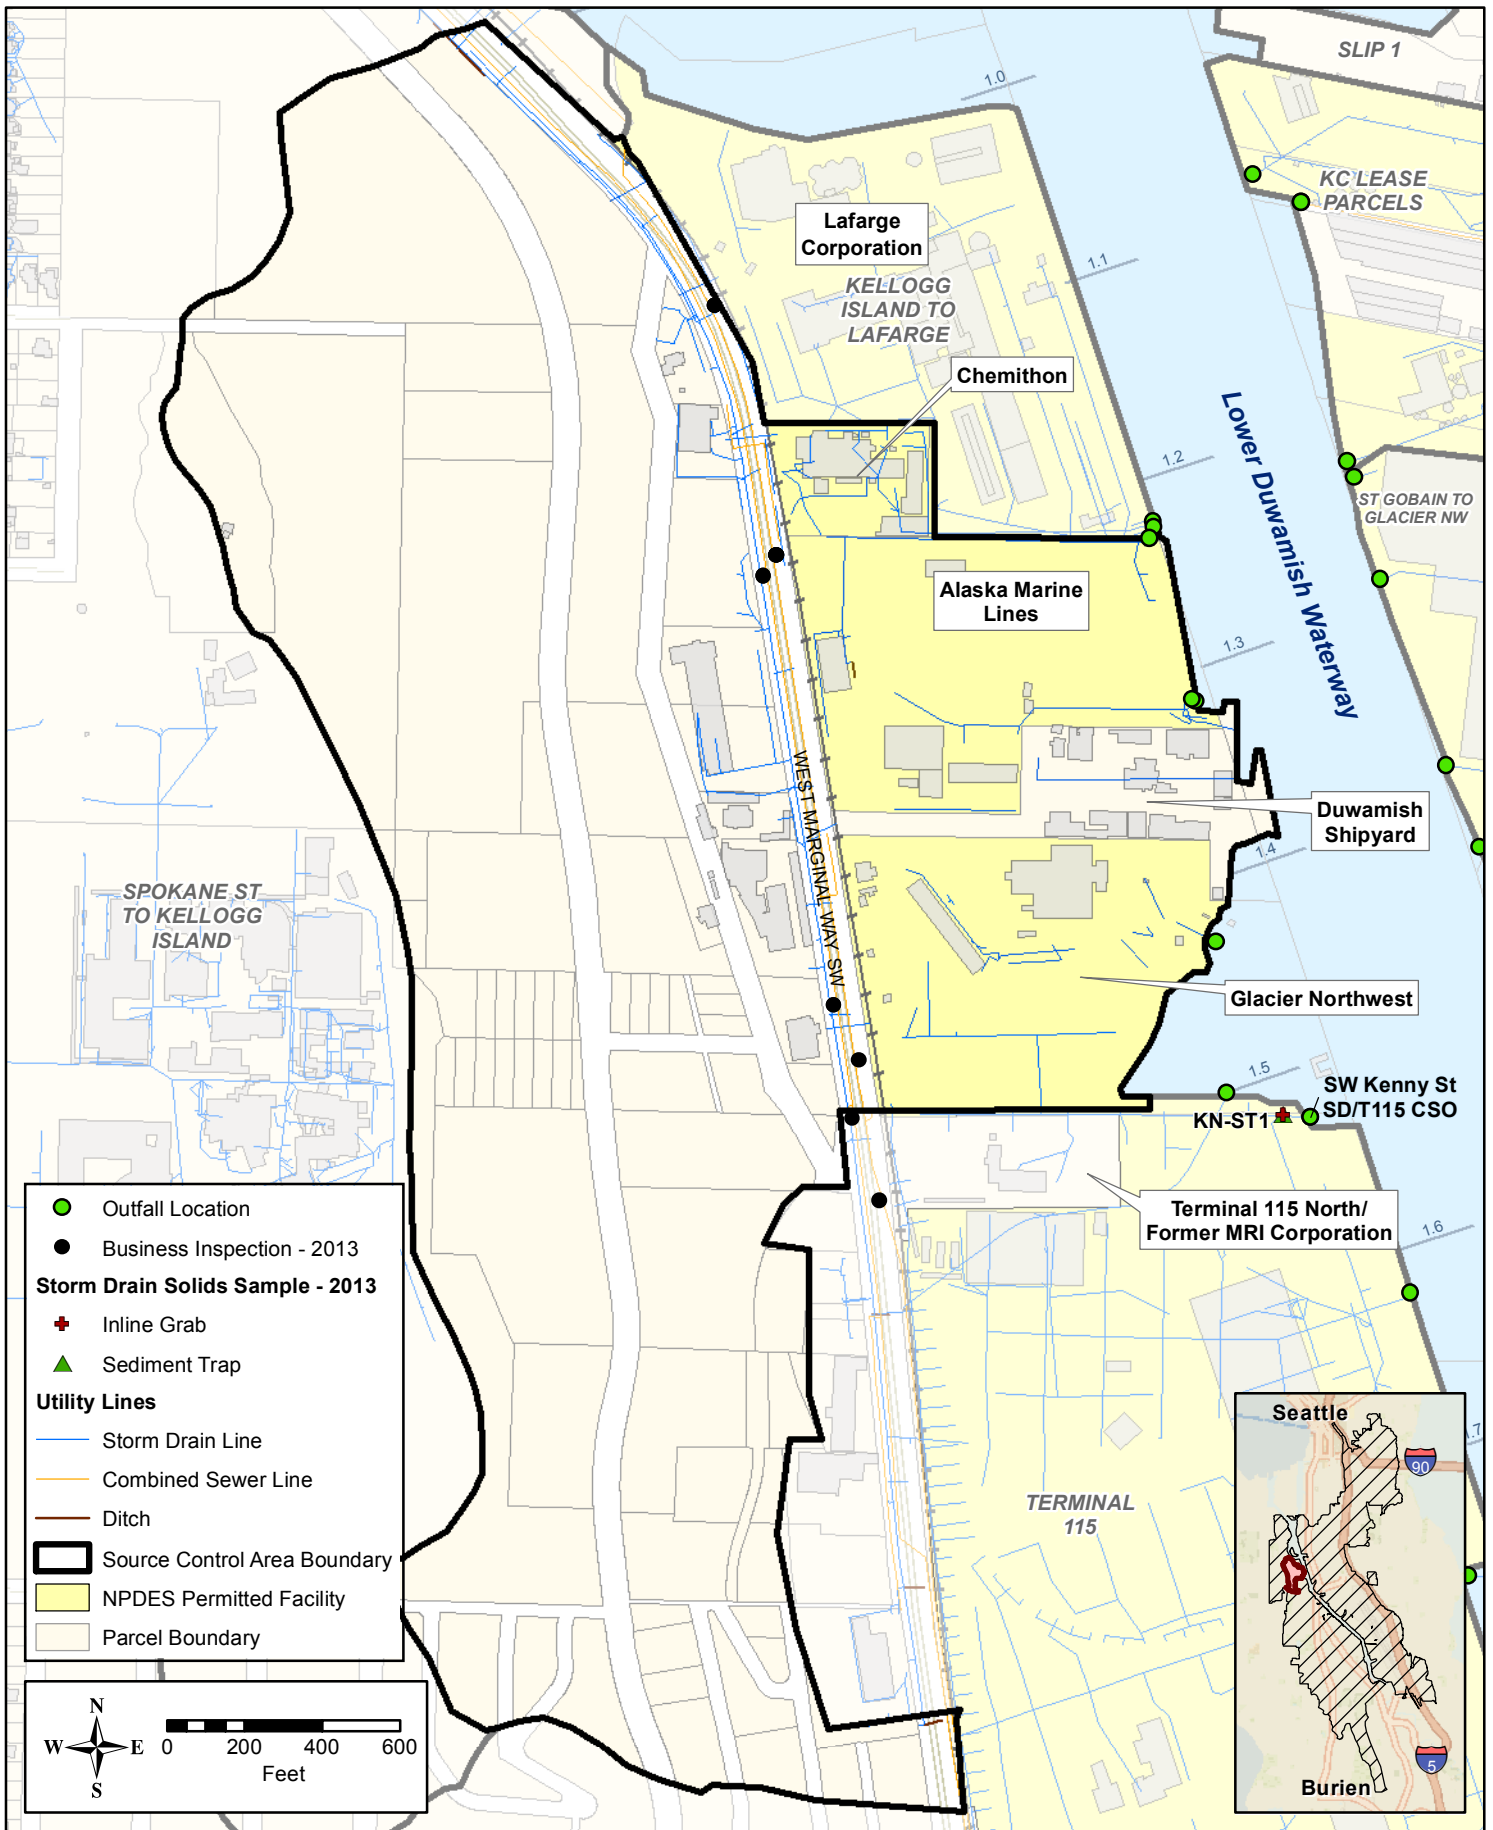 SLIP 1
1.0
KC LEASE
PARCELS
Lafarge
Corporation
1.1
KELLOGG
ISLAND TO
LAFARGE
Chemithon
Lower Duwamish Waterway
1.2
ST GOBAIN TO
GLACIER NW
Alaska Marine
Lines
1.3
WEST MARGINAL WAY SW
Duwamish
Shipyard
1.4
SPOKANE ST
TO KELLOGG
ISLAND
Glacier Northwest
1.5
SW Kenny St
SD/T115 CSO
KN-ST1
Terminal 115 North/
Former MRI Corporation
1.6
TERMINAL
115
1.7
Outfall Location
Business Inspection - 2013
Storm Drain Solids Sample - 2013
Inline Grab
Sediment Trap
Utility Lines
Storm Drain Line
Combined Sewer Line
Ditch
Source Control Area Boundary
NPDES Permitted Facility
Parcel Boundary
N
W E
S
0 200 400 600
Feet
Seattle
90
5
Burien